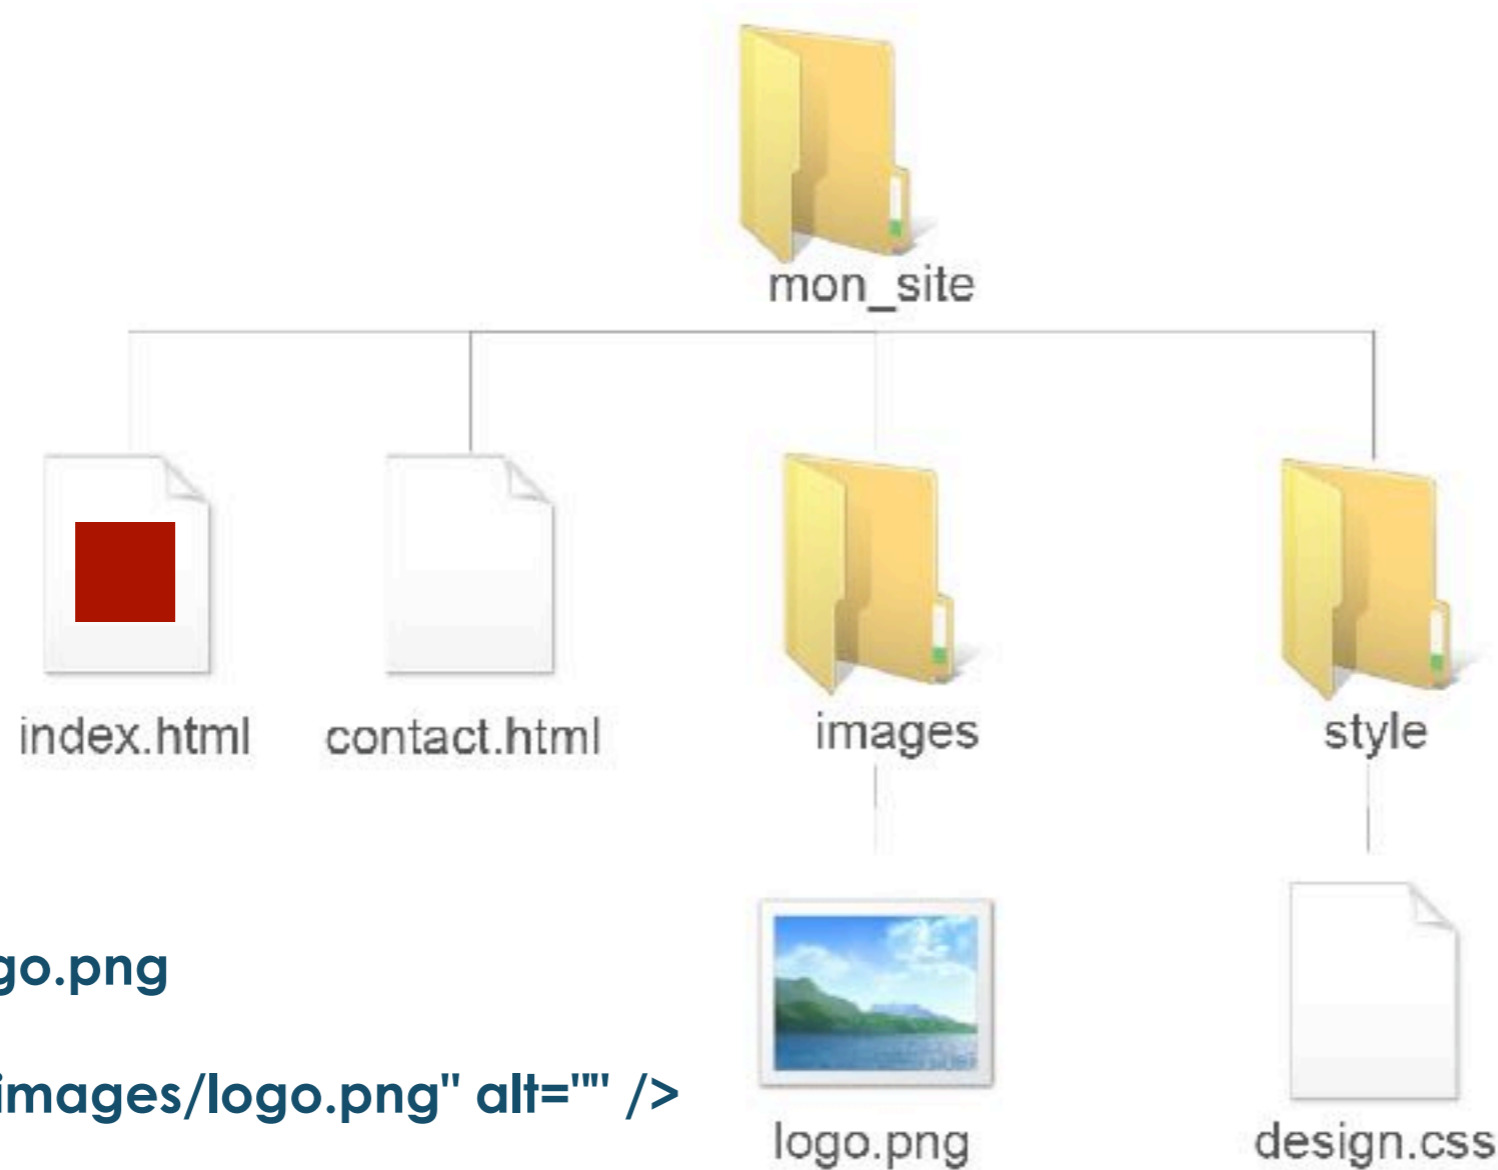 mon_site
index.html
contact.html
images
style
go.png
images/logo.png" alt="" />
logo.png
design.css